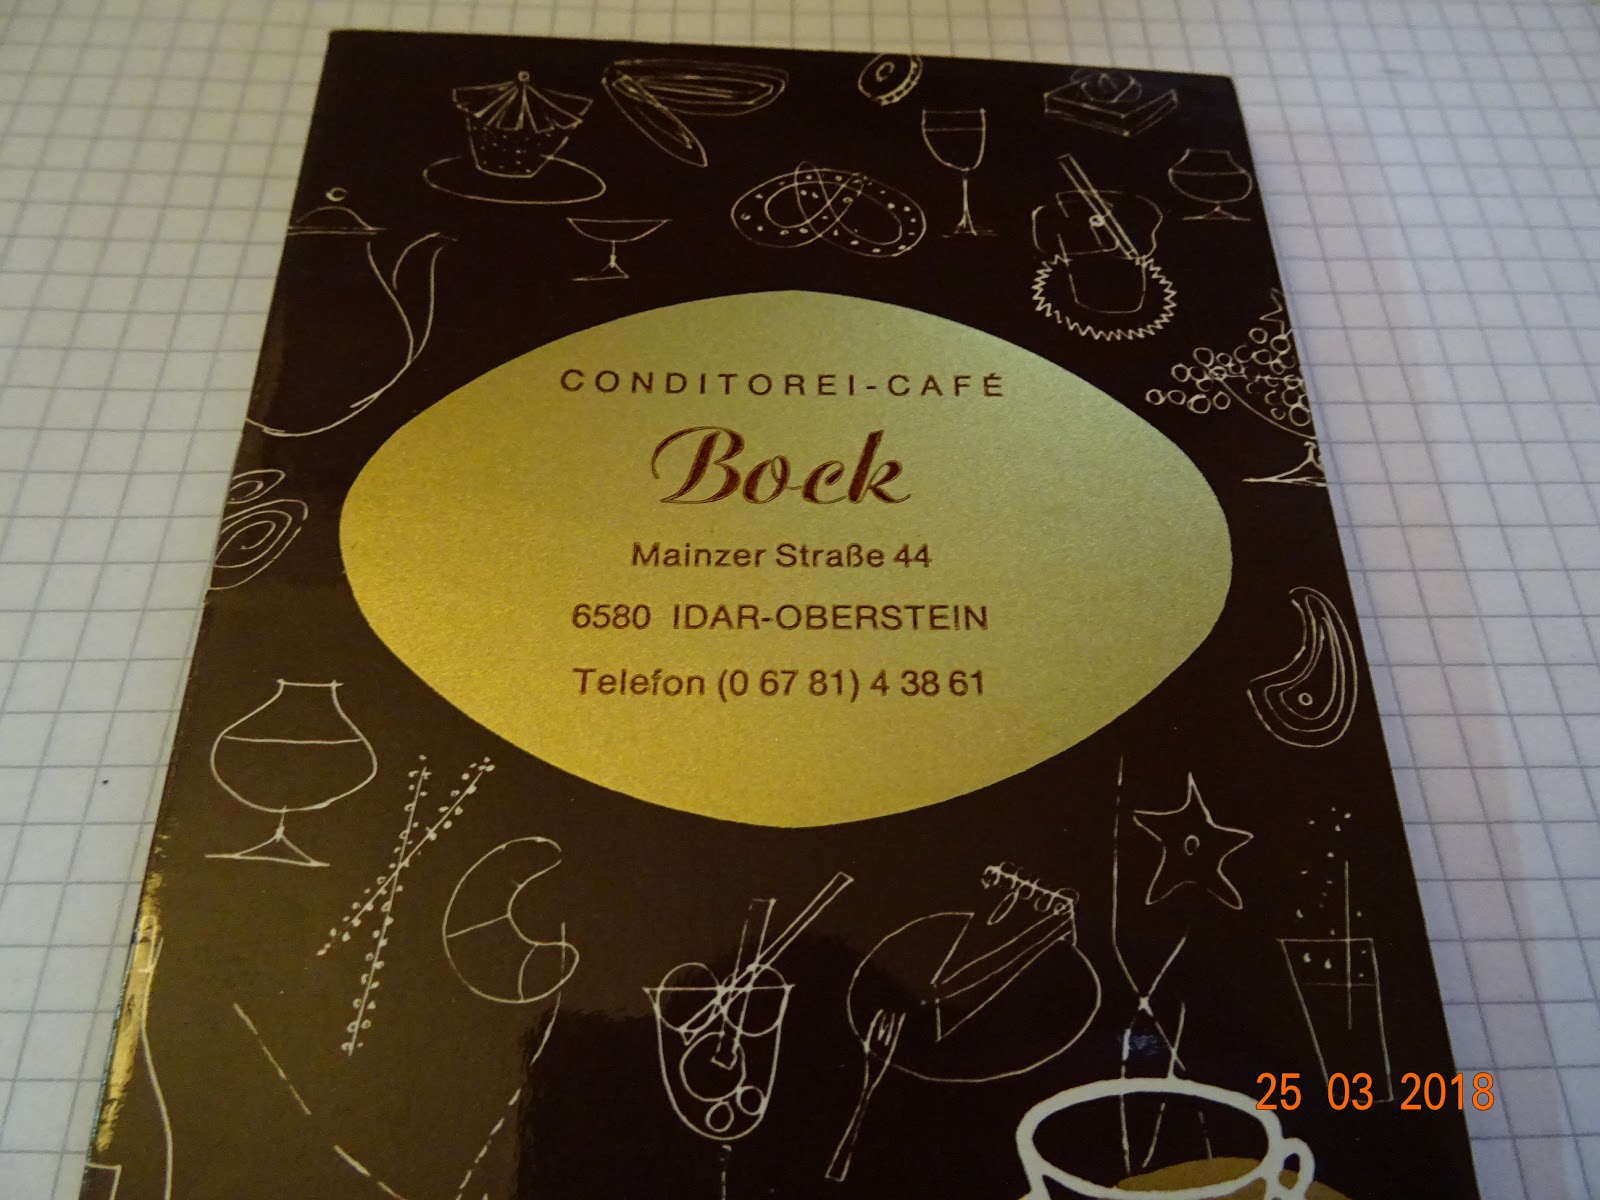 CONDITOREI-CAFÉ
Bock
Mainzer Straße 44
6580 IDAR-OBERSTEIN
Telefon (0 67 81) 4 38 61
25 03 2018